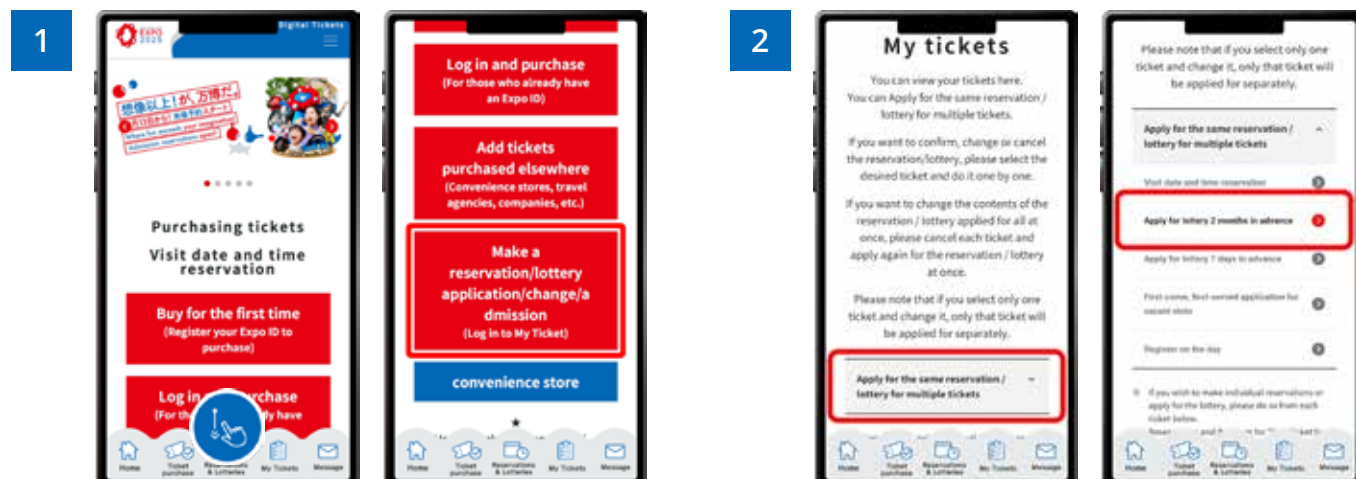 1
EXPO
2025
Digital Tickets
想像以上!が、万博だ。
Purchasing tickets
Visit date and time
reservation
Buy for the first time
(Register your Expo ID to
purchase)
Log in
rchase
(For th
dy have
Home
Ticket
purchase
Reservations
& Lotteries
My Tickets
Message
Log in and purchase
(For those who already have
an Expo ID)
Add tickets
purchased elsewhere
(Convenience stores, travel
agencies, companies, etc.)
Make a
reservation/lottery
application/change/a
dmission
(Log in to My Ticket)
convenience store
Home
Ticket
purchase
Reservations
& Lotteries
My Tickets
Message
2
My tickets
You can view your tickets here.
You can Apply for the same reservation /
lottery for multiple tickets.
If you want to confirm, change or cancel
the reservation/lottery, please select the
desired ticket and do it one by one.
If you want to change the contents of the
reservation / lottery applied for all at
once, please cancel each ticket and
apply again for the reservation / lottery
at once.
Please note that if you select only one
ticket and change it, only that ticket will
be applied for separately.
Apply for the same reservation /
lottery for multiple tickets
Home
Ticket
purchase
Reservations
& Lotteries
My Tickets
Message
Please note that if you select only one
ticket and change it, only that ticket will
be applied for separately.
Apply for the same reservation /
lottery for multiple tickets
Visit date and time reservation
Apply for lottery 2 months in advance
Apply for lottery 7 days in advance
First-come, first-served application for
vacant slots
Register on the day
If you wish to make individual reservations or
apply for the lottery, please do so from each
ticket below.
Home
Ticket
purchase
Reservations
& Lotteries
My Tickets
Message